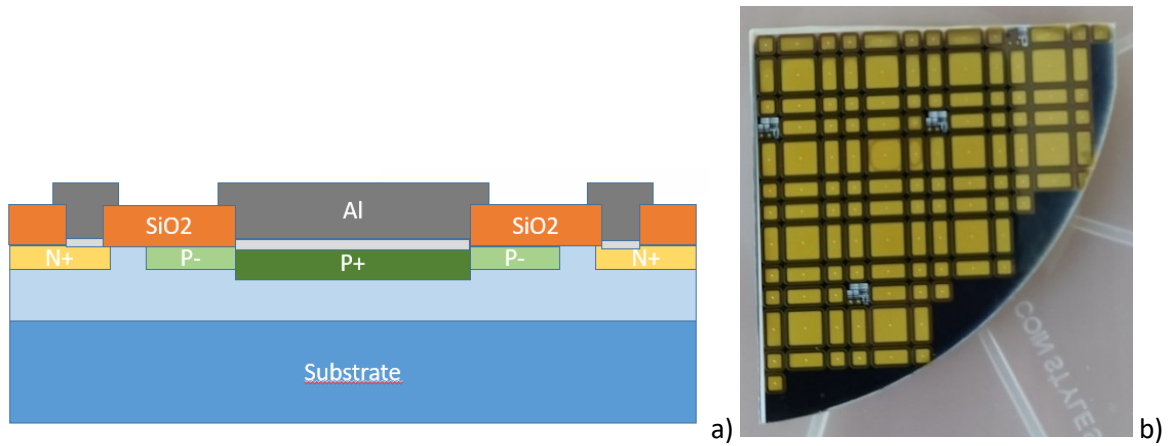 Al
SiO2 SiO2
N+ P- P+ P- N+
Substrate
a) b)